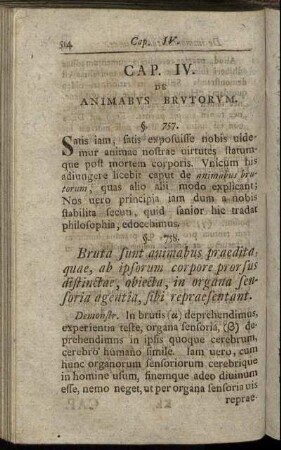 514 Cap. IV.
CAP. IV.
DE
ANIMABVS BRVTORVM.
§. 757.
Satis iam, satis exposuisse nobis uide-
mur animae nostrae uirtutes statum-
que post mortem corporis. Vnicum his
adiungere licebit caput de animabus bru-
torum, quas alio alii modo explicant;
Nos uero principia iam dum a nobis
stabilita secuti, quid sanior hic tradat
philosophia, edocebimus.
§. 758.
Bruta sunt animabus praedita,
quae, ab ipsorum corpore prorsus
distinctae, obiecta, in organa sen-
soria agentia, sibi repraesentant.
Demonstr. In brutis (α) deprehendimus,
experientia teste, organa sensoria, (β) de-
prehendimus in ipsis quoque cerebrum,
cerebro humano simile. Iam uero, cum
hunc organorum sensoriorum cerebrique
in homine usum, finemque adeo diuinum
esse, nemo neget, ut per organa sensoria uis
reprae-